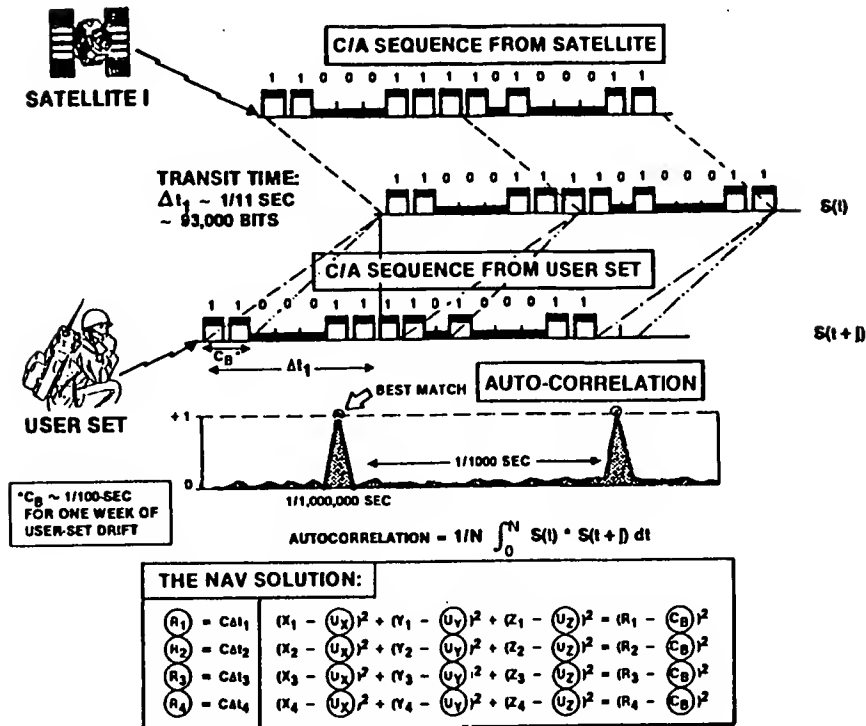 C/A SEQUENCE FROM SATELLITE
1 1 0 0 0 1 1 1 1 0 1 0 0 0 1 1
SATELLITE I
1 1 0 0 0 1 1 1 1 0 1 0 0 0 1 1
TRANSIT TIME:
Δt₁ ~ 1/11 SEC
~ 93,000 BITS
S(t)
C/A SEQUENCE FROM USER SET
1 1 0 0 0 1 1 1 1 0 1 0 0 0 1 1
S(t + j)
C_B*
Δt₁
USER SET
BEST MATCH
AUTO-CORRELATION
+1
1/1000 SEC
0
1/1,000,000 SEC
*C_B ~ 1/100-SEC
FOR ONE WEEK OF
USER-SET DRIFT
AUTOCORRELATION = 1/N ∫₀ᴺ S(t) * S(t + j) dt
THE NAV SOLUTION:
R₁ = CΔt₁ (X₁ − U_X)² + (Y₁ − U_Y)² + (Z₁ − U_Z)² = (R₁ − C_B)²
R₂ = CΔt₂ (X₂ − U_X)² + (Y₂ − U_Y)² + (Z₂ − U_Z)² = (R₂ − C_B)²
R₃ = CΔt₃ (X₃ − U_X)² + (Y₃ − U_Y)² + (Z₃ − U_Z)² = (R₃ − C_B)²
R₄ = CΔt₄ (X₄ − U_X)² + (Y₄ − U_Y)² + (Z₄ − U_Z)² = (R₄ − C_B)²